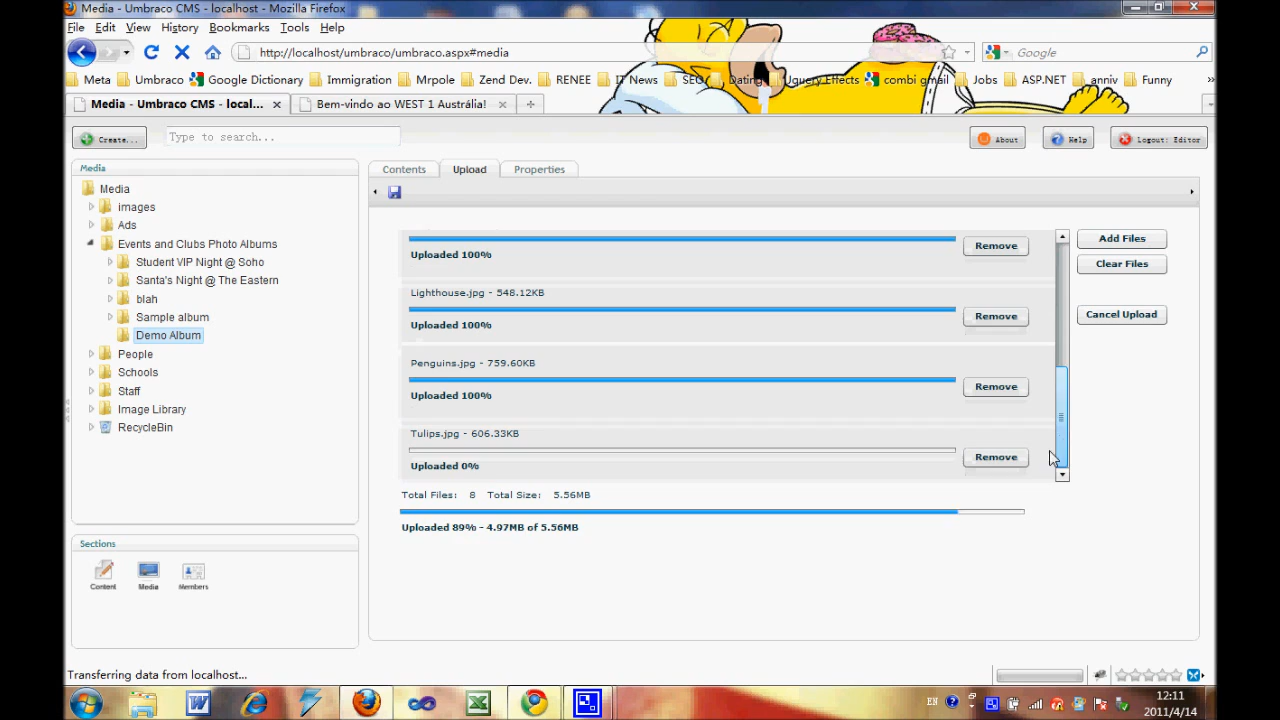 Media - Umbraco CMS - localhost - Mozilla Firefox
File Edit View History Bookmarks Tools Help
http://localhost/umbraco/umbraco.aspx#media
Google
Meta Umbraco Google Dictionary Immigration Mrpole Zend Dev. RENEE IT News SEO Dating Jquery Effects combi gmail Jobs ASP.NET anniv Funny »
Media - Umbraco CMS - local... Bem-vindo ao WEST 1 Austrália!
Create... Type to search... About Help Logout: Editor
Media
Media
images
Ads
Events and Clubs Photo Albums
Student VIP Night @ Soho
Santa's Night @ The Eastern
blah
Sample album
Demo Album
People
Schools
Staff
Image Library
RecycleBin
Sections
Content Media Members
Contents Upload Properties
Uploaded 100%
Remove
Lighthouse.jpg - 548.12KB
Uploaded 100%
Remove
Penguins.jpg - 759.60KB
Uploaded 100%
Remove
Tulips.jpg - 606.33KB
Uploaded 0%
Remove
Total Files: 8 Total Size: 5.56MB
Uploaded 89% - 4.97MB of 5.56MB
Add Files
Clear Files
Cancel Upload
Transferring data from localhost...
EN
12:11
2011/4/14